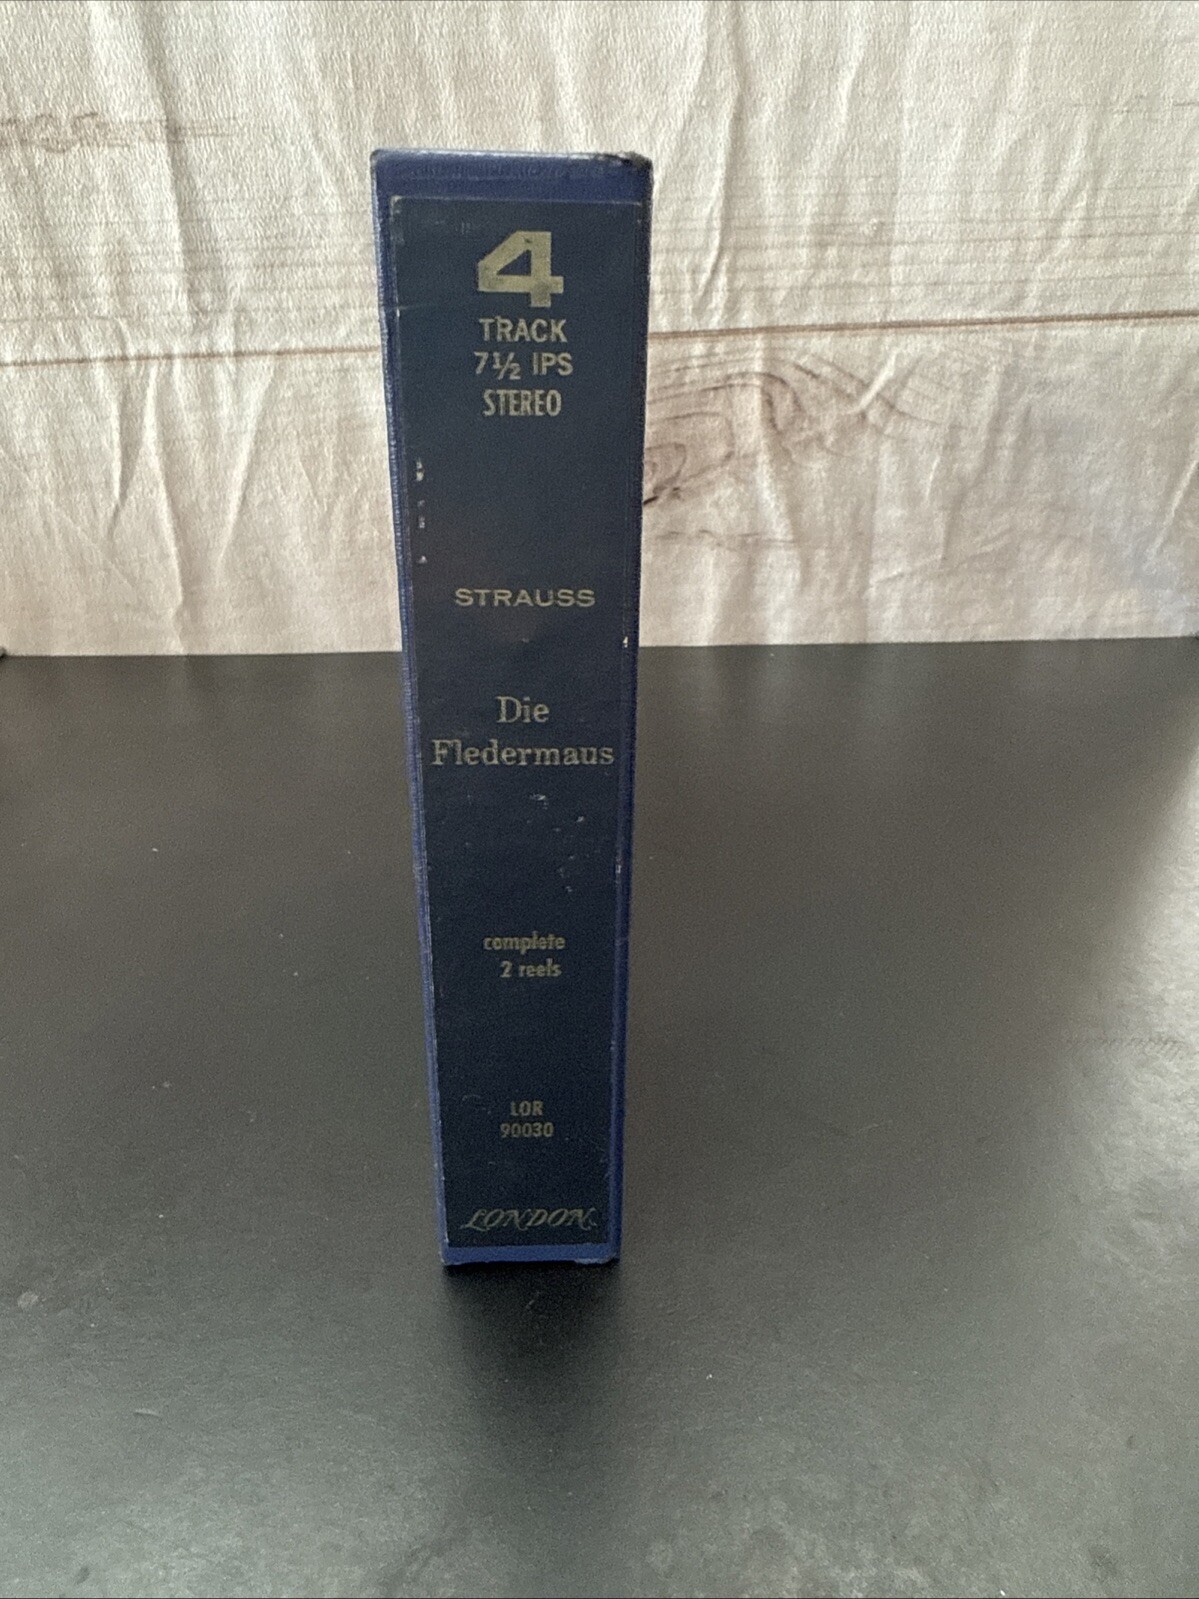 4
TRACK
7½ IPS
STEREO
STRAUSS
Die
Fledermaus
complete
2 reels
LOR
90030
LONDON